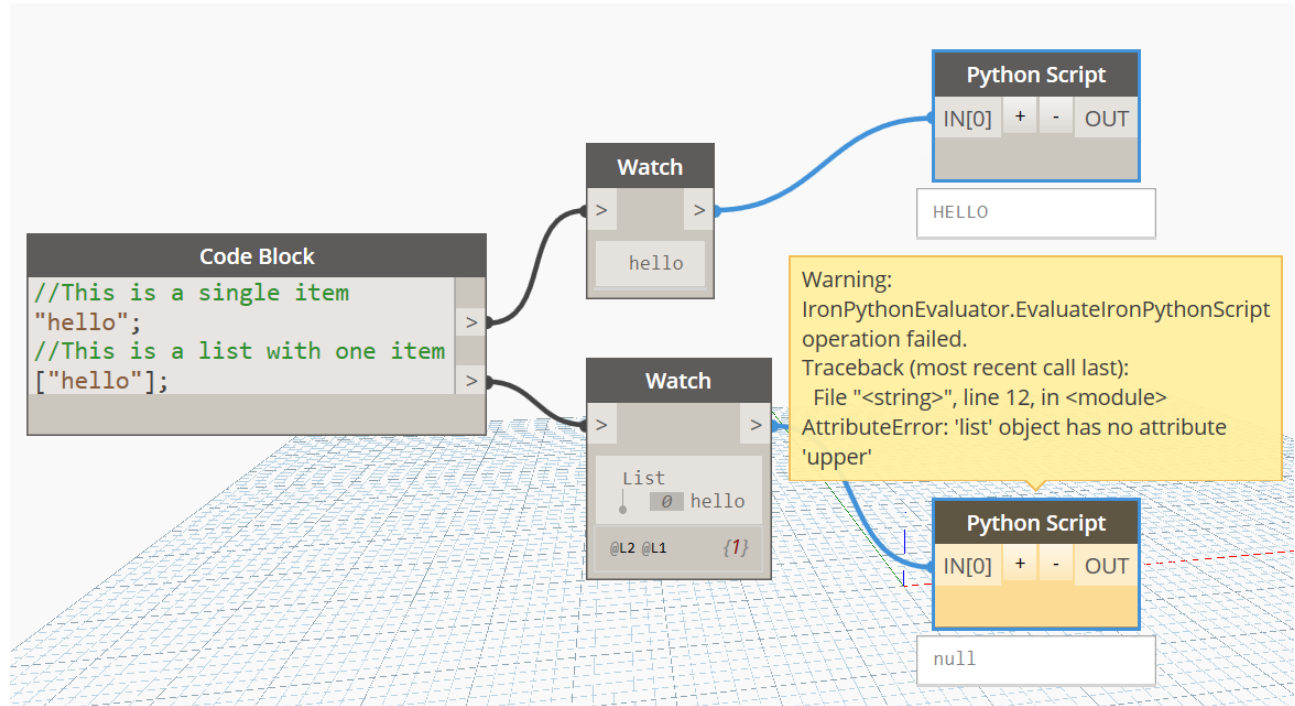 Python Script
IN[0] + - OUT
HELLO
Watch
> >
hello
Code Block
//This is a single item
"hello"; >
//This is a list with one item
["hello"]; >
Watch
> >
List
0 hello
@L2 @L1 {1}
Warning:
IronPythonEvaluator.EvaluateIronPythonScript
operation failed.
Traceback (most recent call last):
File "<string>", line 12, in <module>
AttributeError: 'list' object has no attribute
'upper'
Python Script
IN[0] + - OUT
null